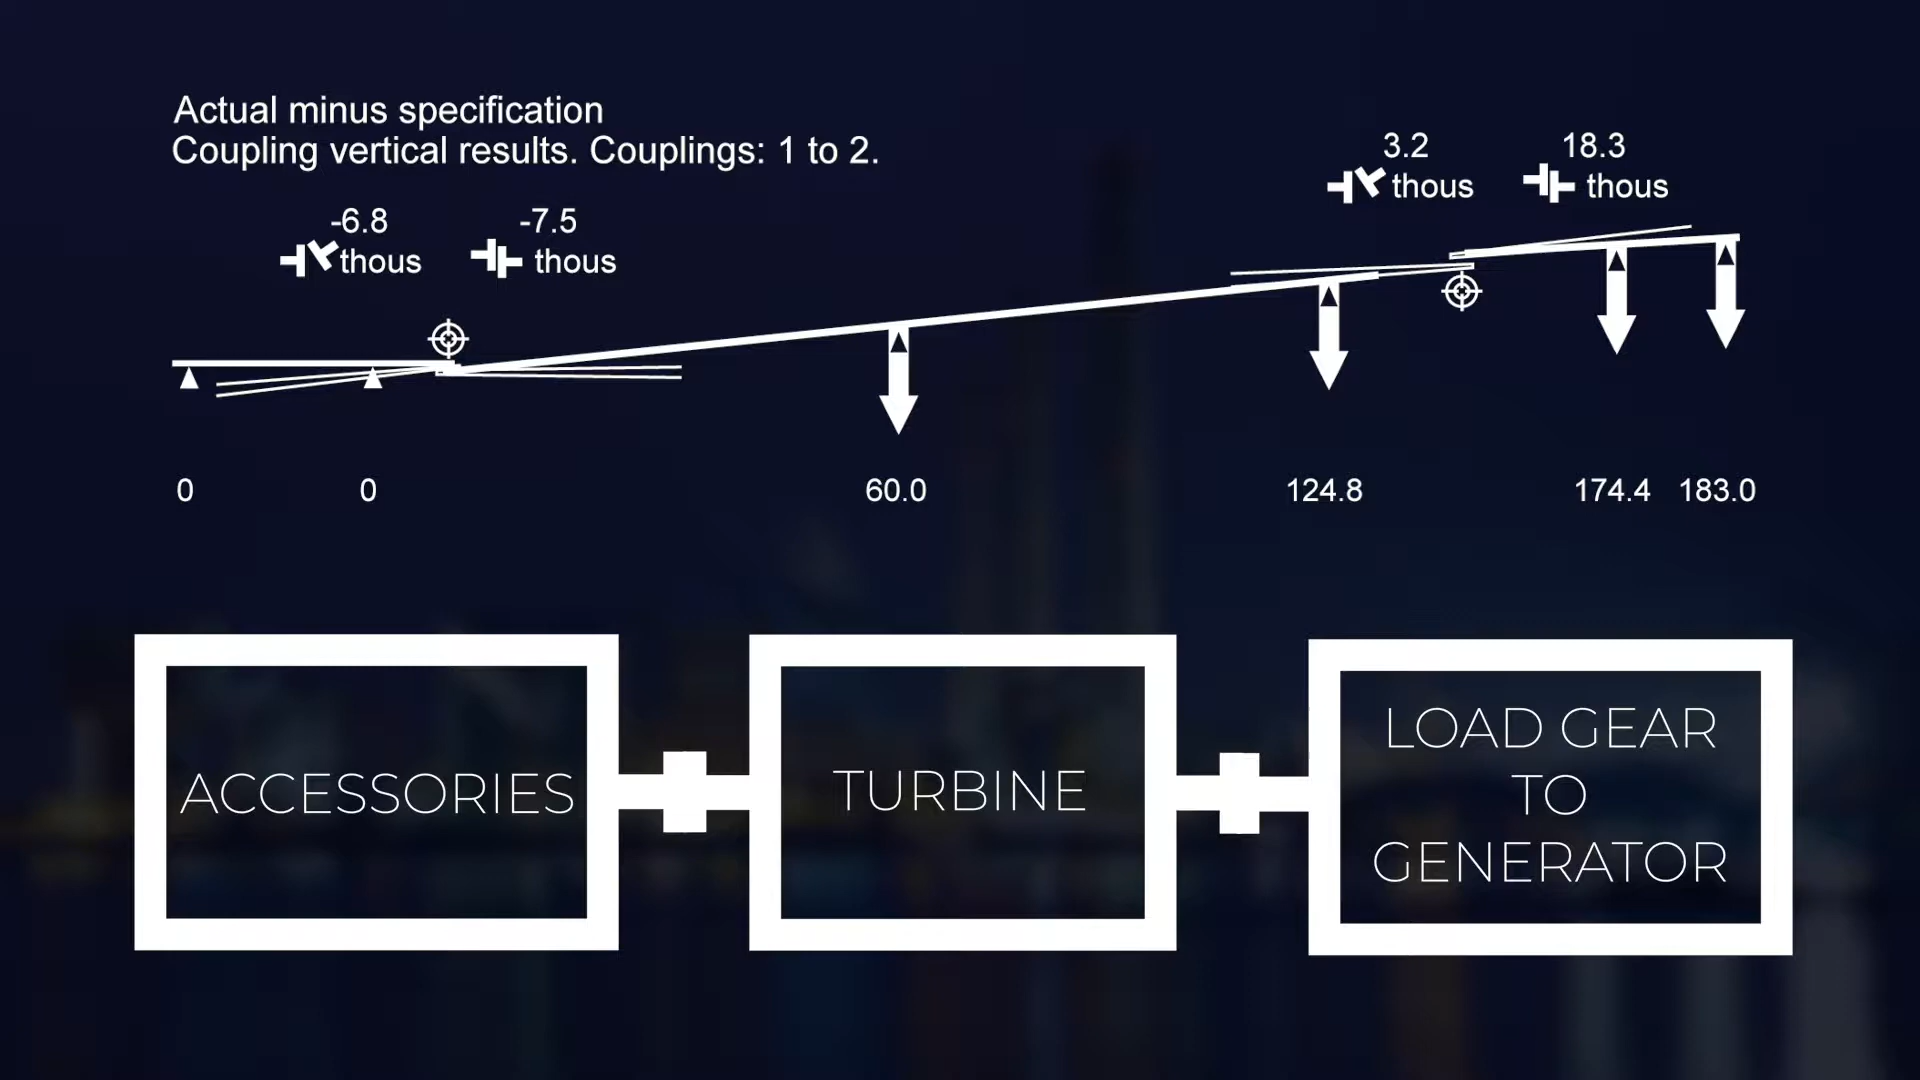 Actual minus specification
Coupling vertical results. Couplings: 1 to 2.
-6.8 thous
-7.5 thous
3.2 thous
18.3 thous
0 0 60.0 124.8 174.4 183.0
ACCESSORIES
TURBINE
LOAD GEAR
TO
GENERATOR